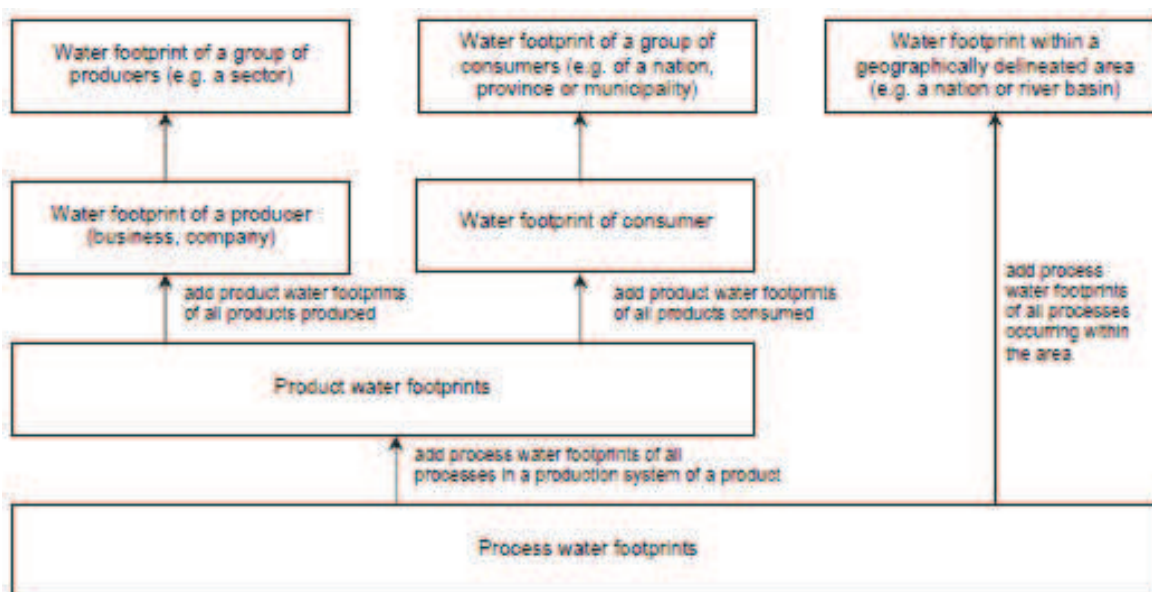 Water footprint of a group of
producers (e.g. a sector)
Water footprint of a group of
consumers (e.g. of a nation,
province or municipality)
Water footprint within a
geographically delineated area
(e.g. a nation or river basin)
Water footprint of a producer
(business, company)
Water footprint of consumer
add product water footprints
of all products produced
add product water footprints
of all products consumed
add process
water footprints
of all processes
occurring within
the area
Product water footprints
add process water footprints of all
processes in a production system of a product
Process water footprints